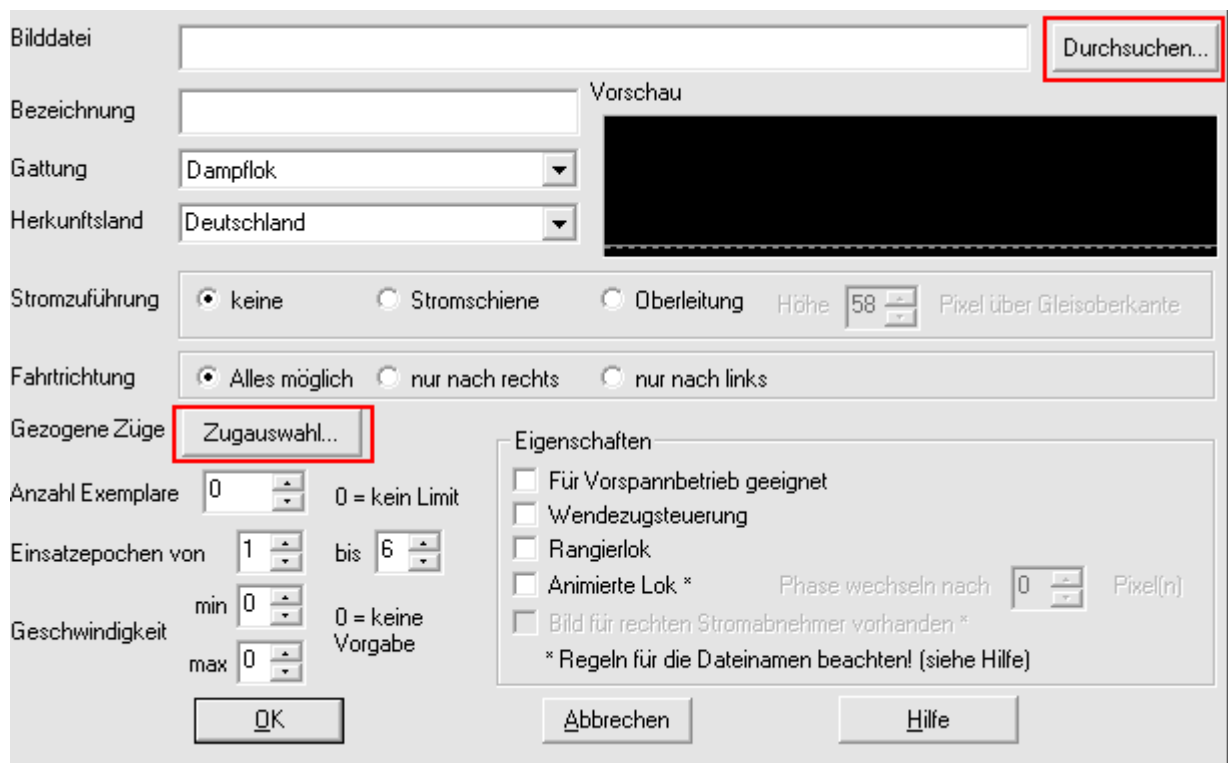 Bilddatei Durchsuchen...
Bezeichnung Vorschau
Gattung Dampflok
Herkunftsland Deutschland
Stromzuführung keine Stromschiene Oberleitung Höhe 58 Pixel über Gleisoberkante
Fahrtrichtung Alles möglich nur nach rechts nur nach links
Gezogene Züge Zugauswahl...
Anzahl Exemplare 0 0 = kein Limit
Einsatzepochen von 1 bis 6
Geschwindigkeit
min 0
max 0
0 = keine
Vorgabe
Eigenschaften
Für Vorspannbetrieb geeignet
Wendezugsteuerung
Rangierlok
Animierte Lok * Phase wechseln nach 0 Pixel(n)
Bild für rechten Stromabnehmer vorhanden *
* Regeln für die Dateinamen beachten! (siehe Hilfe)
OK Abbrechen Hilfe